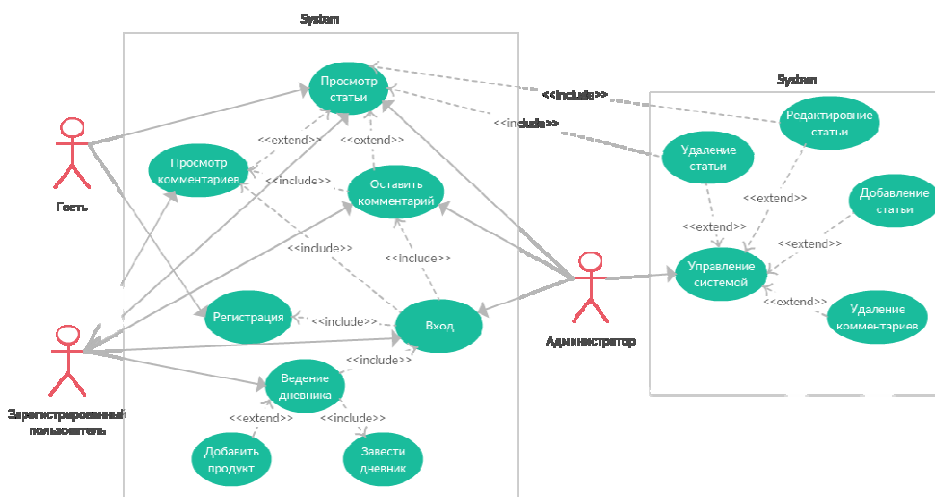 System
Просмотр
статьи
<<include>>
System
<<include>>
Редактировние
статьи
Гость
<<extend>>
<<extend>>
Просмотр
комментариев
<<include>>
Оставить
комментарий
Удаление
статьи
<<extend>>
<<extend>>
Добавление
статьи
<<extend>>
<<include>>
<<include>>
Управление
системой
<<extend>>
Удаление
комментариев
Регистрация
<<include>>
Вход
Администратор
Зарегистрированный
пользователь
<<include>>
Ведение
дневника
<<extend>>
<<include>>
Добавить
продукт
Завести
дневник